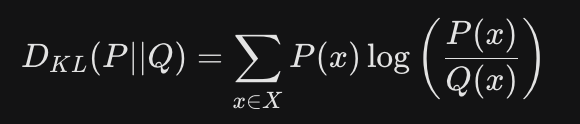 D_{KL}(P||Q) = \sum_{x \in X} P(x) \log \left( \frac{P(x)}{Q(x)} \right)